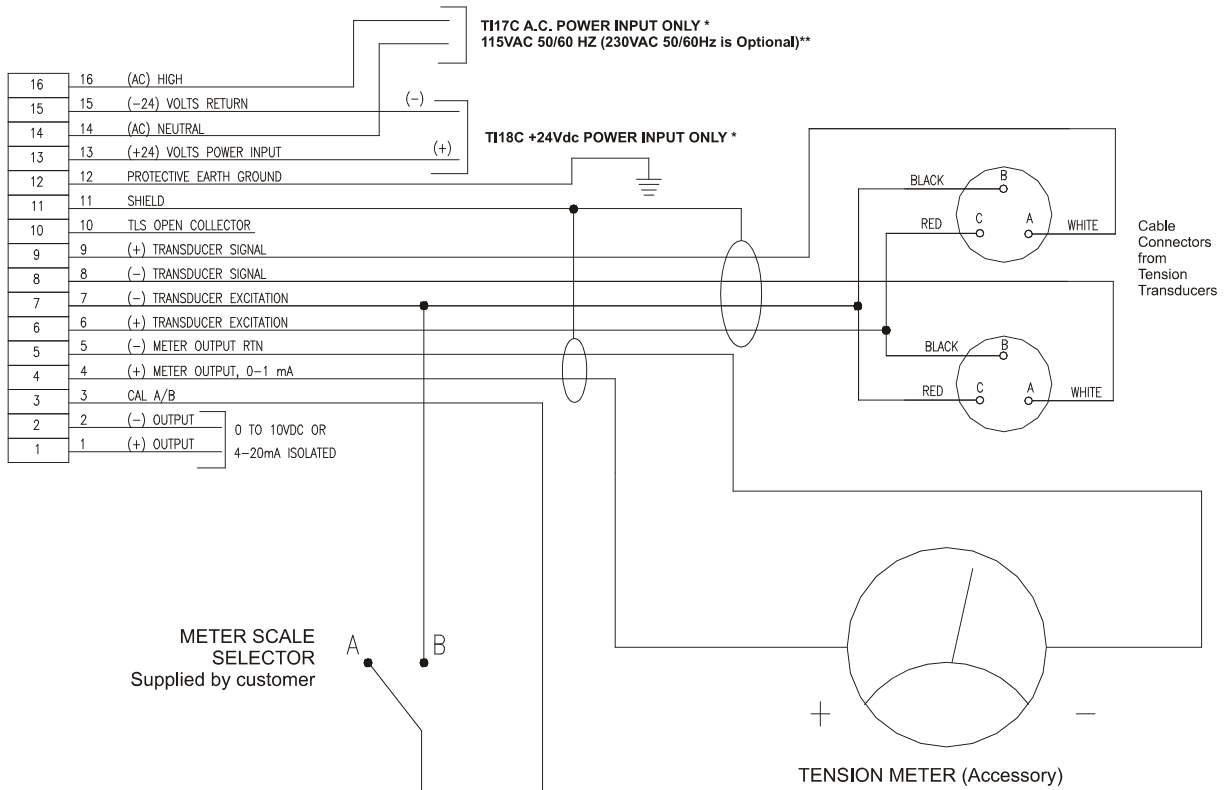 TI17C A.C. POWER INPUT ONLY *
115VAC 50/60 HZ (230VAC 50/60Hz is Optional)**
16 16 (AC) HIGH
15 15 (-24) VOLTS RETURN (-)
14 14 (AC) NEUTRAL
TI18C +24Vdc POWER INPUT ONLY *
13 13 (+24) VOLTS POWER INPUT (+)
12 12 PROTECTIVE EARTH GROUND
11 11 SHIELD
10 10 TLS OPEN COLLECTOR
9 9 (+) TRANSDUCER SIGNAL
8 8 (-) TRANSDUCER SIGNAL
7 7 (-) TRANSDUCER EXCITATION
6 6 (+) TRANSDUCER EXCITATION
5 5 (-) METER OUTPUT RTN
4 4 (+) METER OUTPUT, 0-1 mA
3 3 CAL A/B
2 2 (-) OUTPUT
1 1 (+) OUTPUT
0 TO 10VDC OR
4-20mA ISOLATED
BLACK B
RED C A WHITE
Cable
Connectors
from
Tension
Transducers
BLACK B
RED C A WHITE
METER SCALE
SELECTOR
Supplied by customer
A B
+ -
TENSION METER (Accessory)